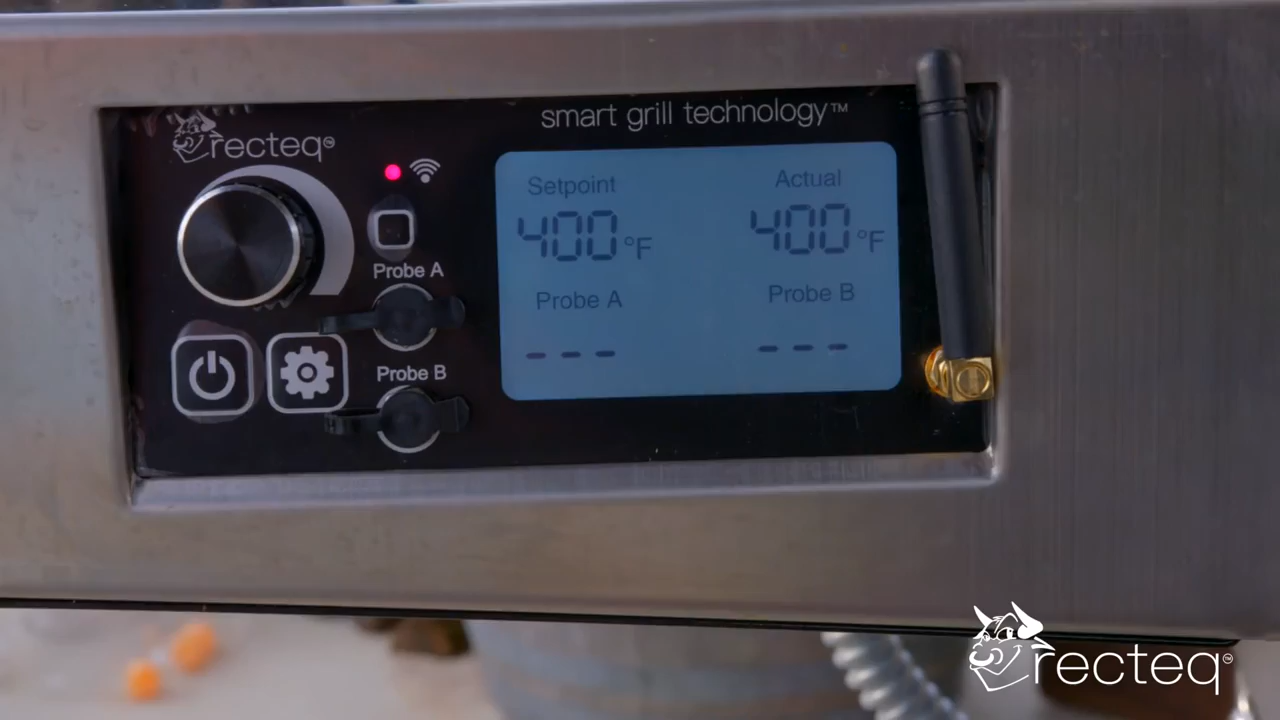 smart grill technology™
recteq
Setpoint
Actual
400°F
400°F
Probe A
Probe B
Probe A
Probe B
---
---
recteq